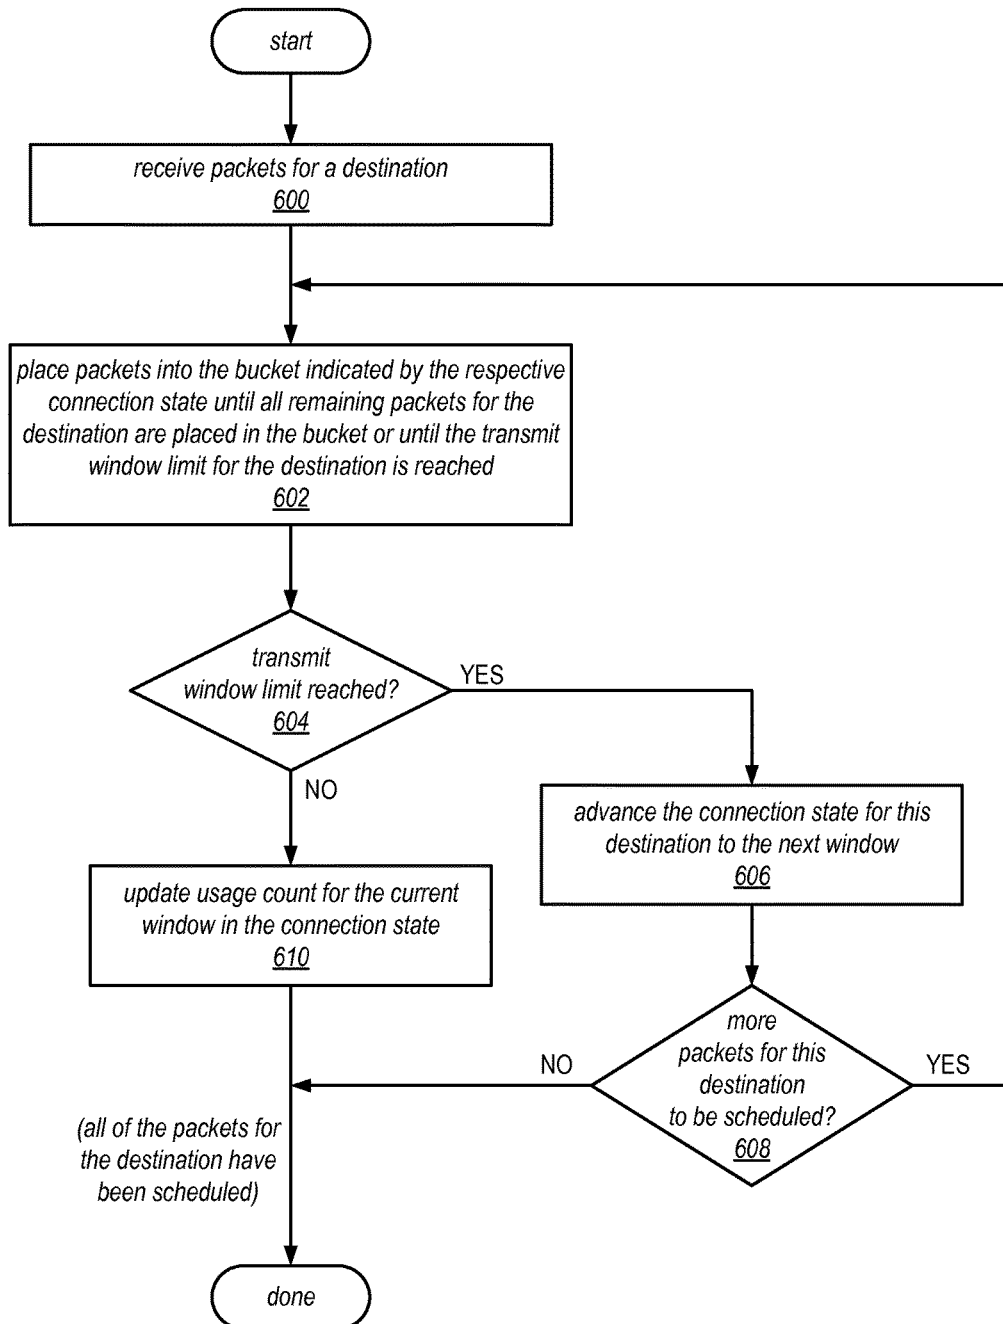 start
receive packets for a destination
600
place packets into the bucket indicated by the respective
connection state until all remaining packets for the
destination are placed in the bucket or until the transmit
window limit for the destination is reached
602
transmit
window limit reached?
604
YES
NO
advance the connection state for this
destination to the next window
606
update usage count for the current
window in the connection state
610
more
packets for this
destination
to be scheduled?
608
NO
YES
(all of the packets for
the destination have
been scheduled)
done